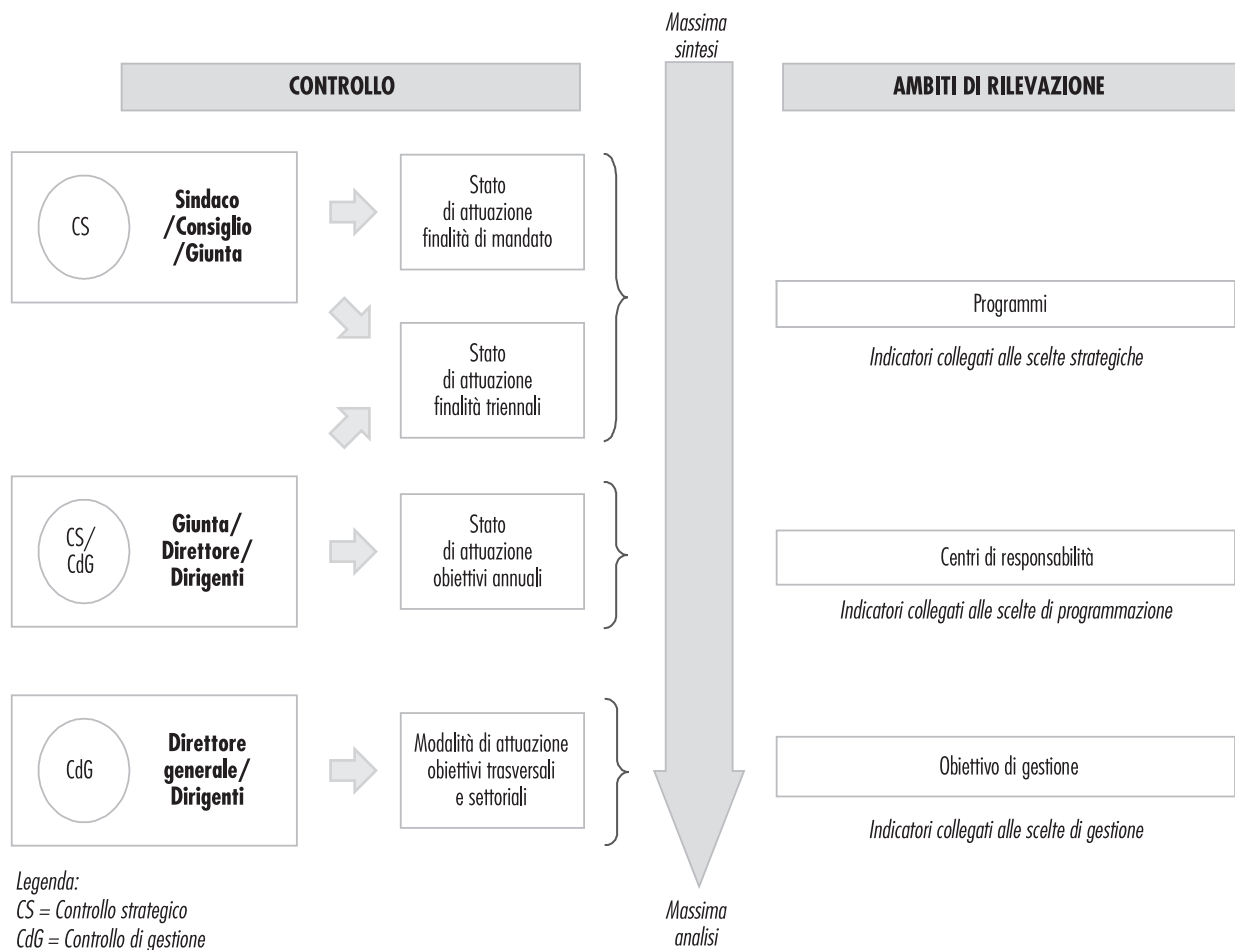 Massima
sintesi
CONTROLLO
AMBITI DI RILEVAZIONE
CS
Sindaco
/Consiglio
/Giunta
Stato
di attuazione
finalità di mandato
Stato
di attuazione
finalità triennali
Programmi
Indicatori collegati alle scelte strategiche
CS/
CdG
Giunta/
Direttore/
Dirigenti
Stato
di attuazione
obiettivi annuali
Centri di responsabilità
Indicatori collegati alle scelte di programmazione
CdG
Direttore
generale/
Dirigenti
Modalità di attuazione
obiettivi trasversali
e settoriali
Obiettivo di gestione
Indicatori collegati alle scelte di gestione
Legenda:
CS = Controllo strategico
CdG = Controllo di gestione
Massima
analisi